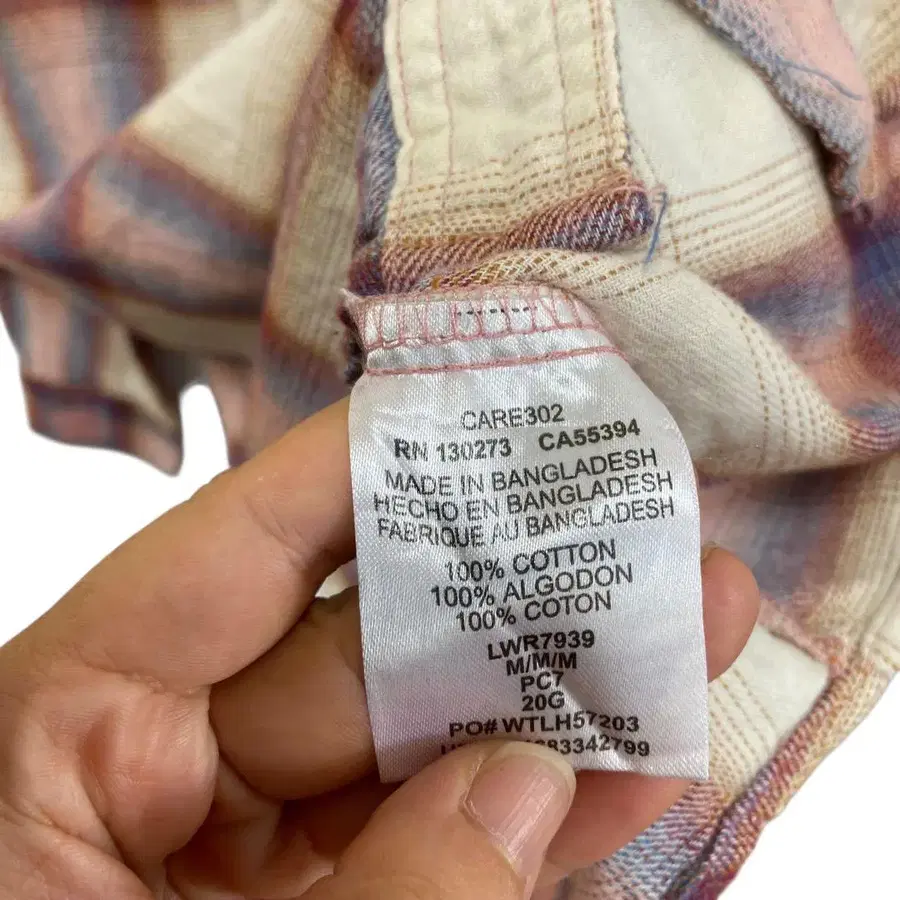 CARE302
RN 130273 CA55394
MADE IN BANGLADESH
HECHO EN BANGLADESH
FABRIQUE AU BANGLADESH
100% COTTON
100% ALGODON
100% COTON
LWR7939
M/M/M
PC7
20G
PO# WTLH57203
83342799